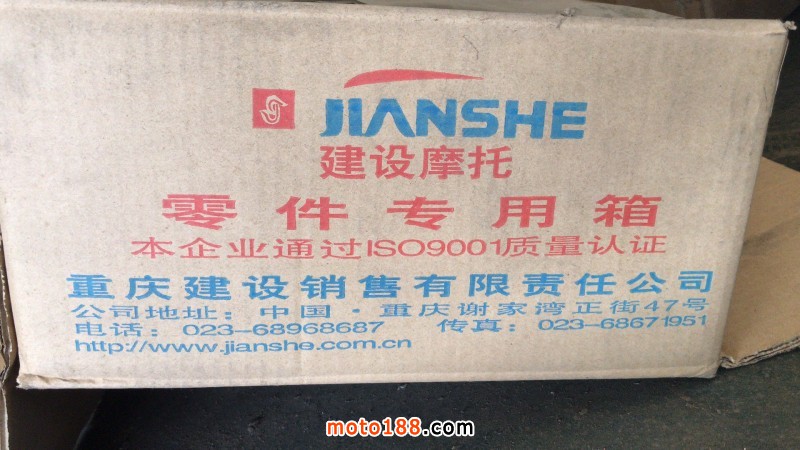 JIANSHE
建设摩托
零件专用箱
本企业通过ISO9001质量认证
重庆建设销售有限责任公司
公司地址：中国·重庆谢家湾正街47号
电话：023-68968687 传真：023-68671951
http://www.jianshe.com.cn
moto188.com